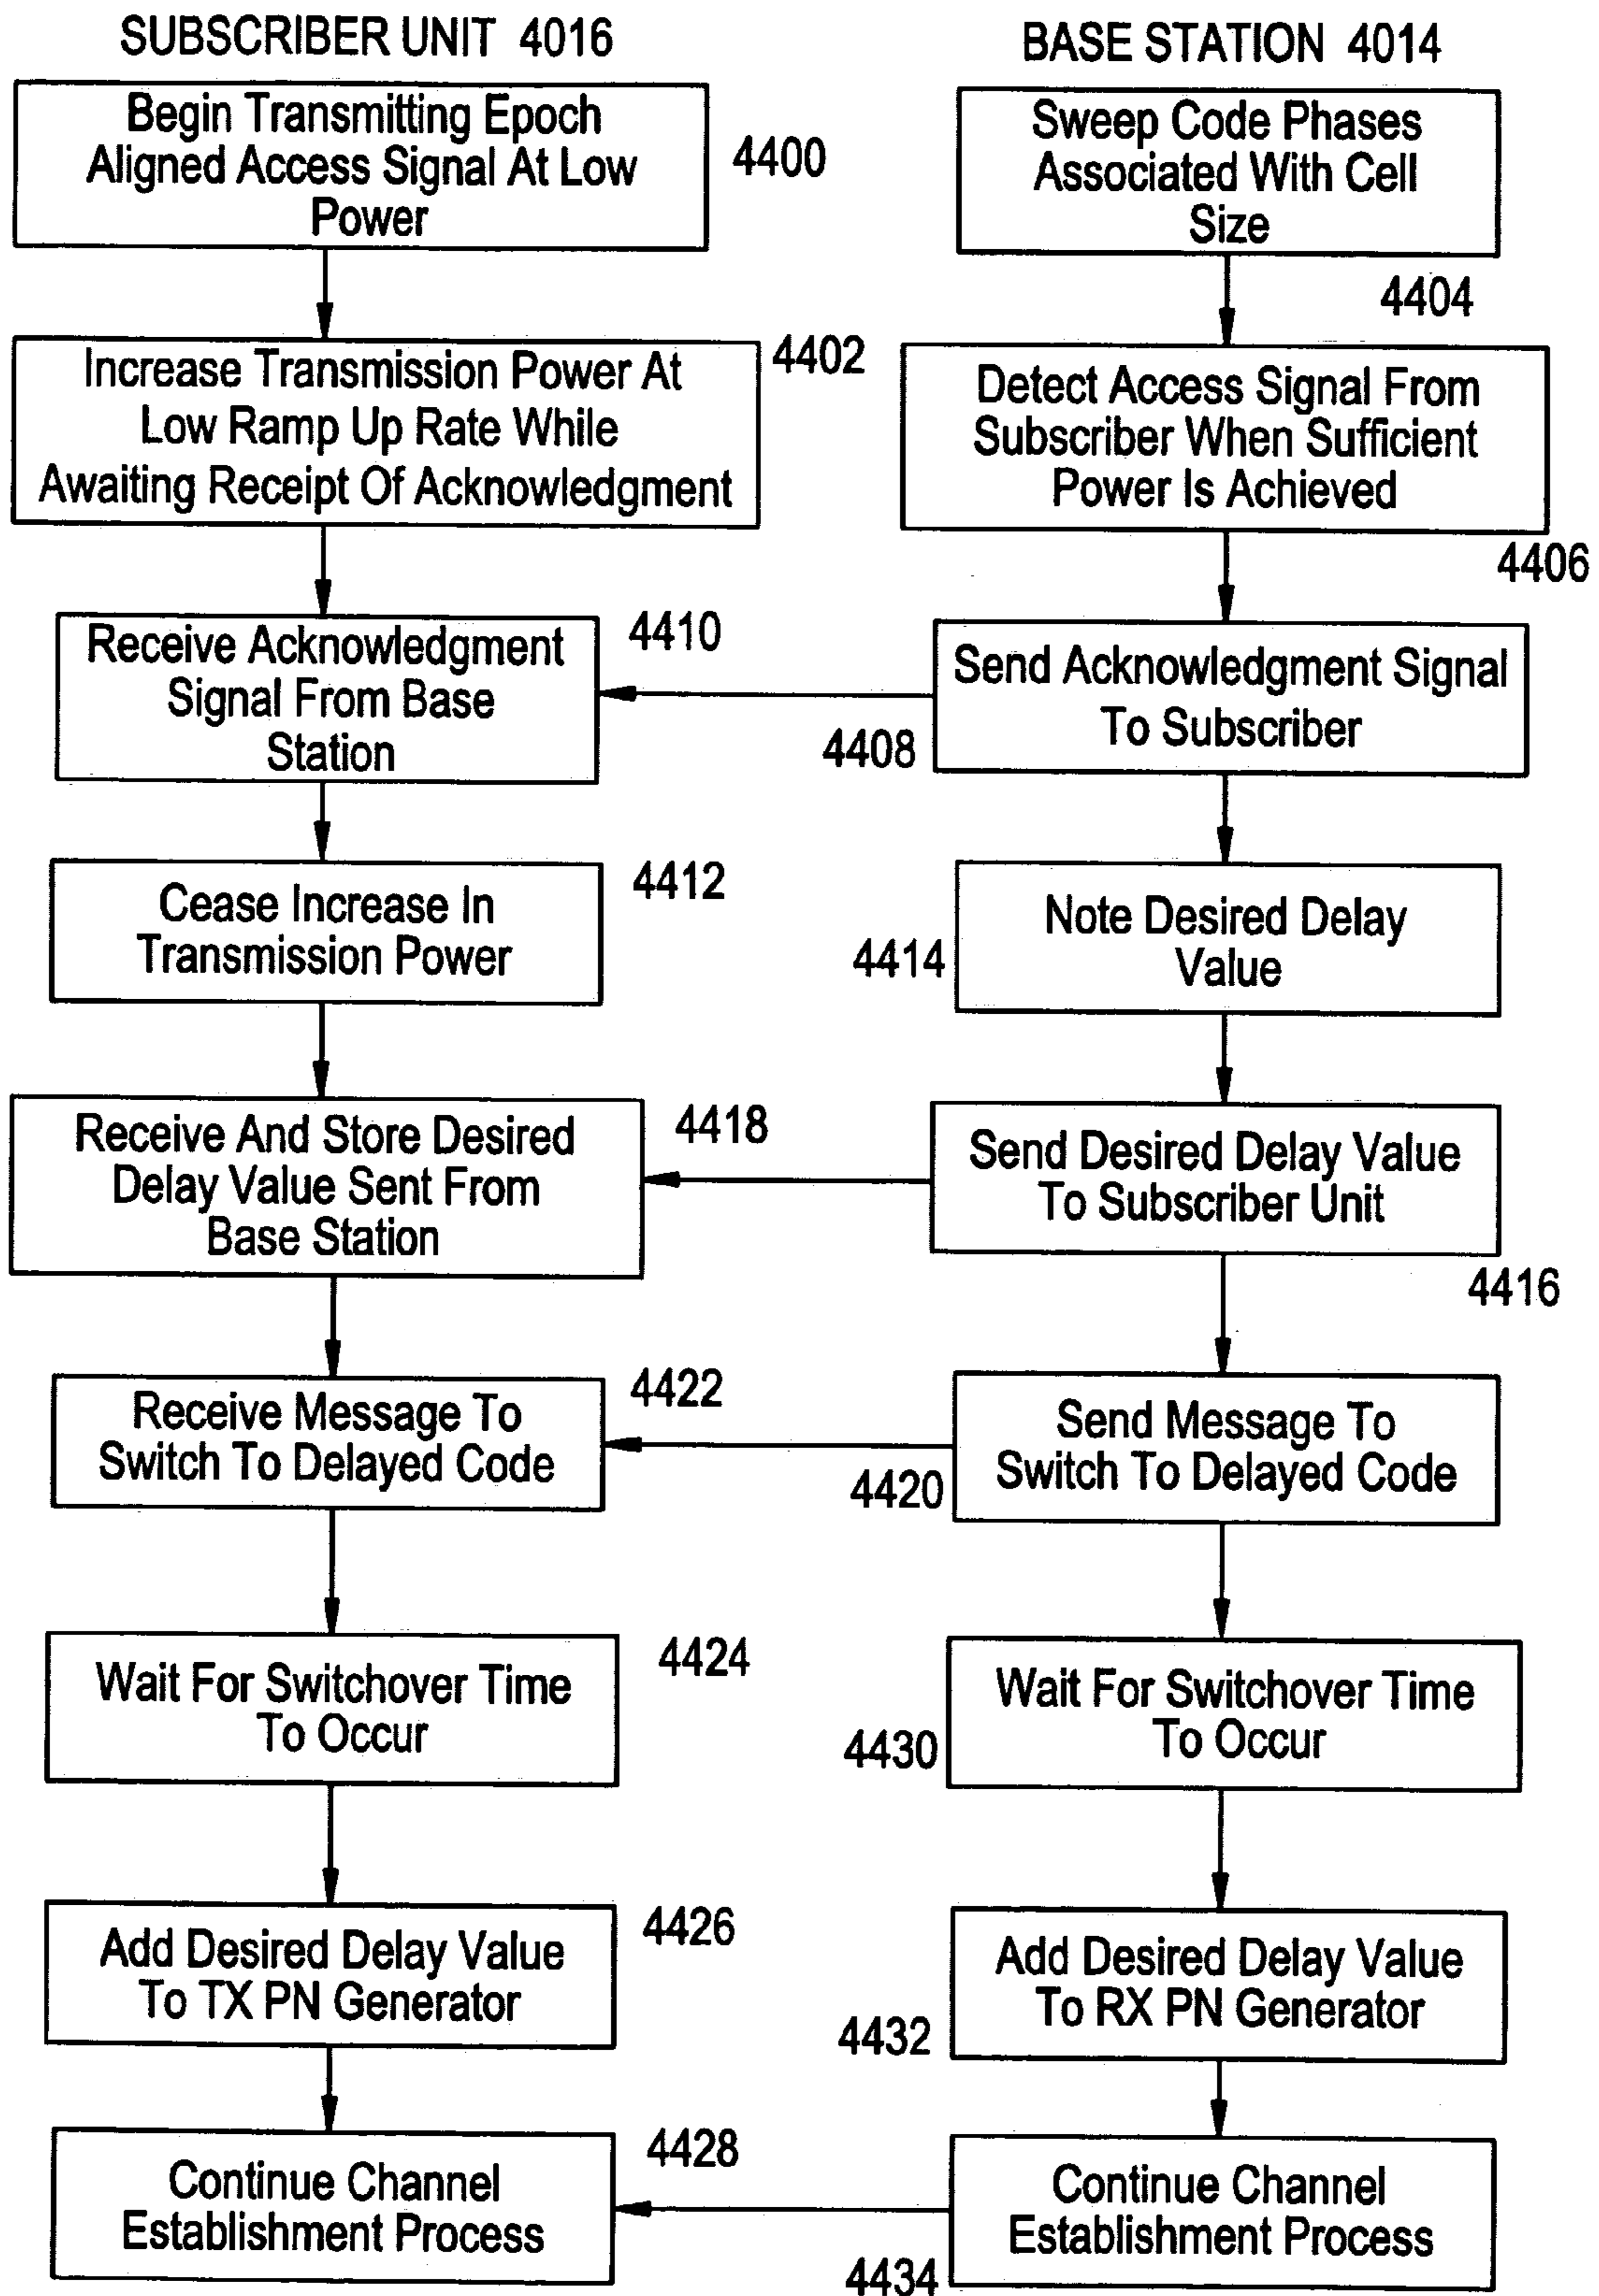 SUBSCRIBER UNIT 4016
BASE STATION 4014
Begin Transmitting Epoch
Aligned Access Signal At Low
Power
4400
Sweep Code Phases
Associated With Cell
Size
4404
Increase Transmission Power At
Low Ramp Up Rate While
Awaiting Receipt Of Acknowledgment
4402
Detect Access Signal From
Subscriber When Sufficient
Power Is Achieved
4406
Receive Acknowledgment
Signal From Base
Station
4410
Send Acknowledgment Signal
To Subscriber
4408
Cease Increase In
Transmission Power
4412
Note Desired Delay
Value
4414
Receive And Store Desired
Delay Value Sent From
Base Station
4418
Send Desired Delay Value
To Subscriber Unit
4416
Receive Message To
Switch To Delayed Code
4422
Send Message To
Switch To Delayed Code
4420
Wait For Switchover Time
To Occur
4424
Wait For Switchover Time
To Occur
4430
Add Desired Delay Value
To TX PN Generator
4426
Add Desired Delay Value
To RX PN Generator
4432
Continue Channel
Establishment Process
4428
Continue Channel
Establishment Process
4434